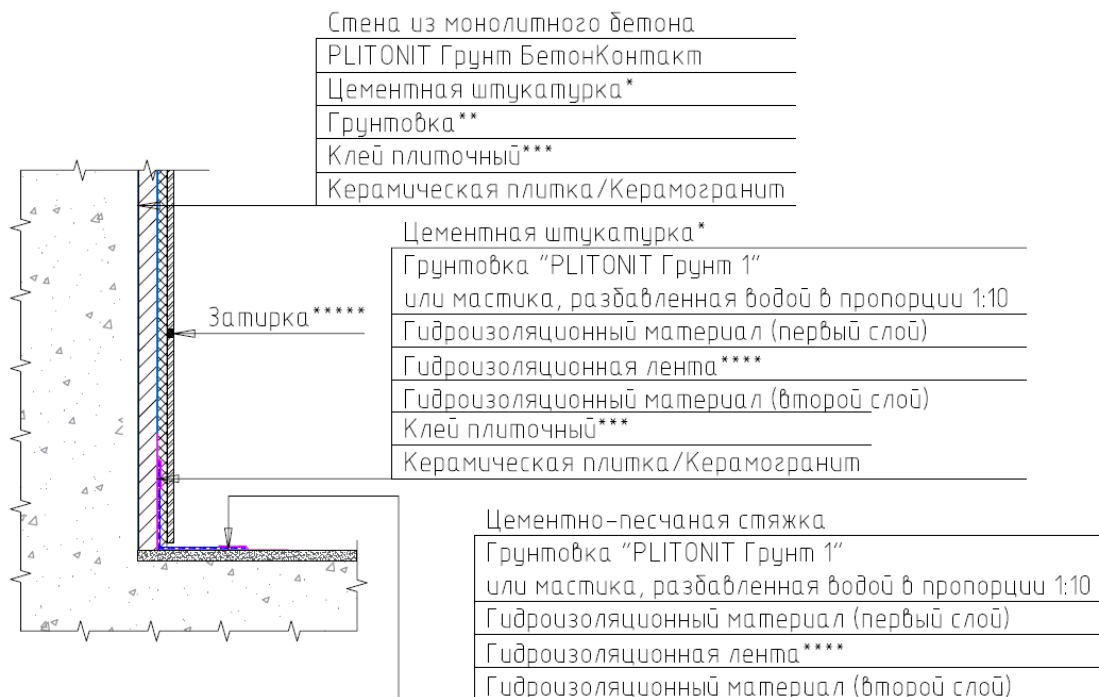 Стена из монолитного бетона
PLITONIT Грунт БетонКонтакт
Цементная штукатурка*
Грунтовка**
Клей плиточный***
Керамическая плитка/Керамогранит
Цементная штукатурка*
Грунтовка "PLITONIT Грунт 1"
или мастика, разбавленная водой в пропорции 1:10
Гидроизоляционный материал (первый слой)
Гидроизоляционная лента****
Гидроизоляционный материал (второй слой)
Клей плиточный***
Керамическая плитка/Керамогранит
Затирка*****
Цементно-песчаная стяжка
Грунтовка "PLITONIT Грунт 1"
или мастика, разбавленная водой в пропорции 1:10
Гидроизоляционный материал (первый слой)
Гидроизоляционная лента****
Гидроизоляционный материал (второй слой)